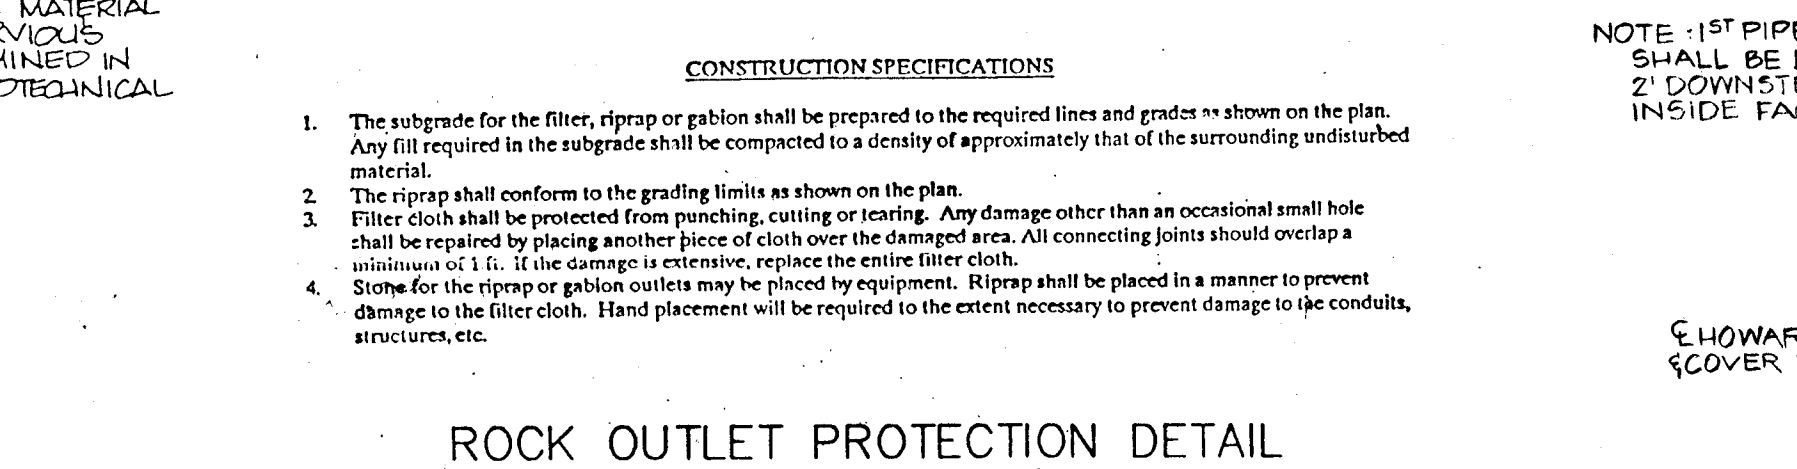 MATERIAL
RVIOUS
MINED IN
OTECHNICAL
CONSTRUCTION SPECIFICATIONS
1. The subgrade for the filter, riprap or gabion shall be prepared to the required lines and grades as shown on the plan.
Any fill required in the subgrade shall be compacted to a density of approximately that of the surrounding undisturbed
material.
2 The riprap shall conform to the grading limits as shown on the plan.
3. Filter cloth shall be protected from punching, cutting or tearing. Any damage other than an occasional small hole
shall be repaired by placing another piece of cloth over the damaged area. All connecting joints should overlap a
minimum of 1 ft. If the damage is extensive, replace the entire filter cloth.
4. Stone for the riprap or gabion outlets may be placed by equipment. Riprap shall be placed in a manner to prevent
damage to the filter cloth. Hand placement will be required to the extent necessary to prevent damage to the conduits,
structures, etc.
ROCK OUTLET PROTECTION DETAIL
NOTE : 1ST PIPE
SHALL BE
2' DOWNST
INSIDE FA
℄ HOWAR
& COVER